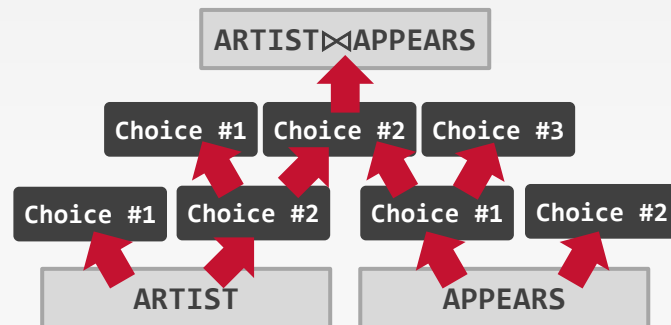 ARTIST⨝APPEARS
Choice #1 Choice #2 Choice #3
Choice #1 Choice #2 Choice #1 Choice #2
ARTIST APPEARS